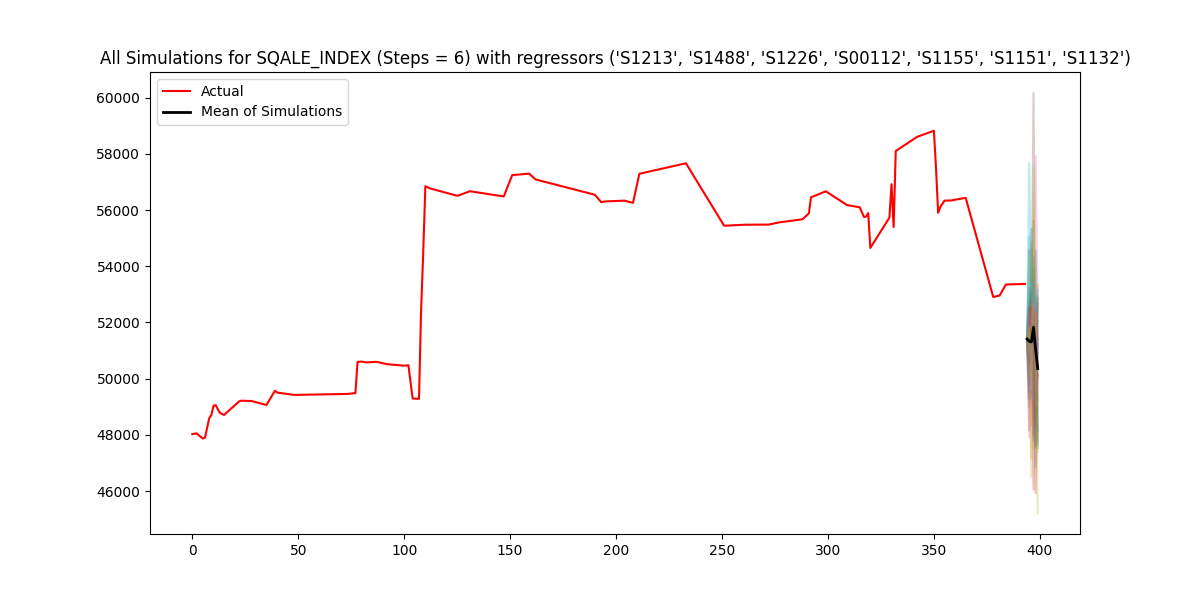 All Simulations for SQALE_INDEX (Steps = 6) with regressors ('S1213', 'S1488', 'S1226', 'S00112', 'S1155', 'S1151', 'S1132')
Actual
Mean of Simulations
60000
58000
56000
54000
52000
50000
48000
46000
0 50 100 150 200 250 300 350 400